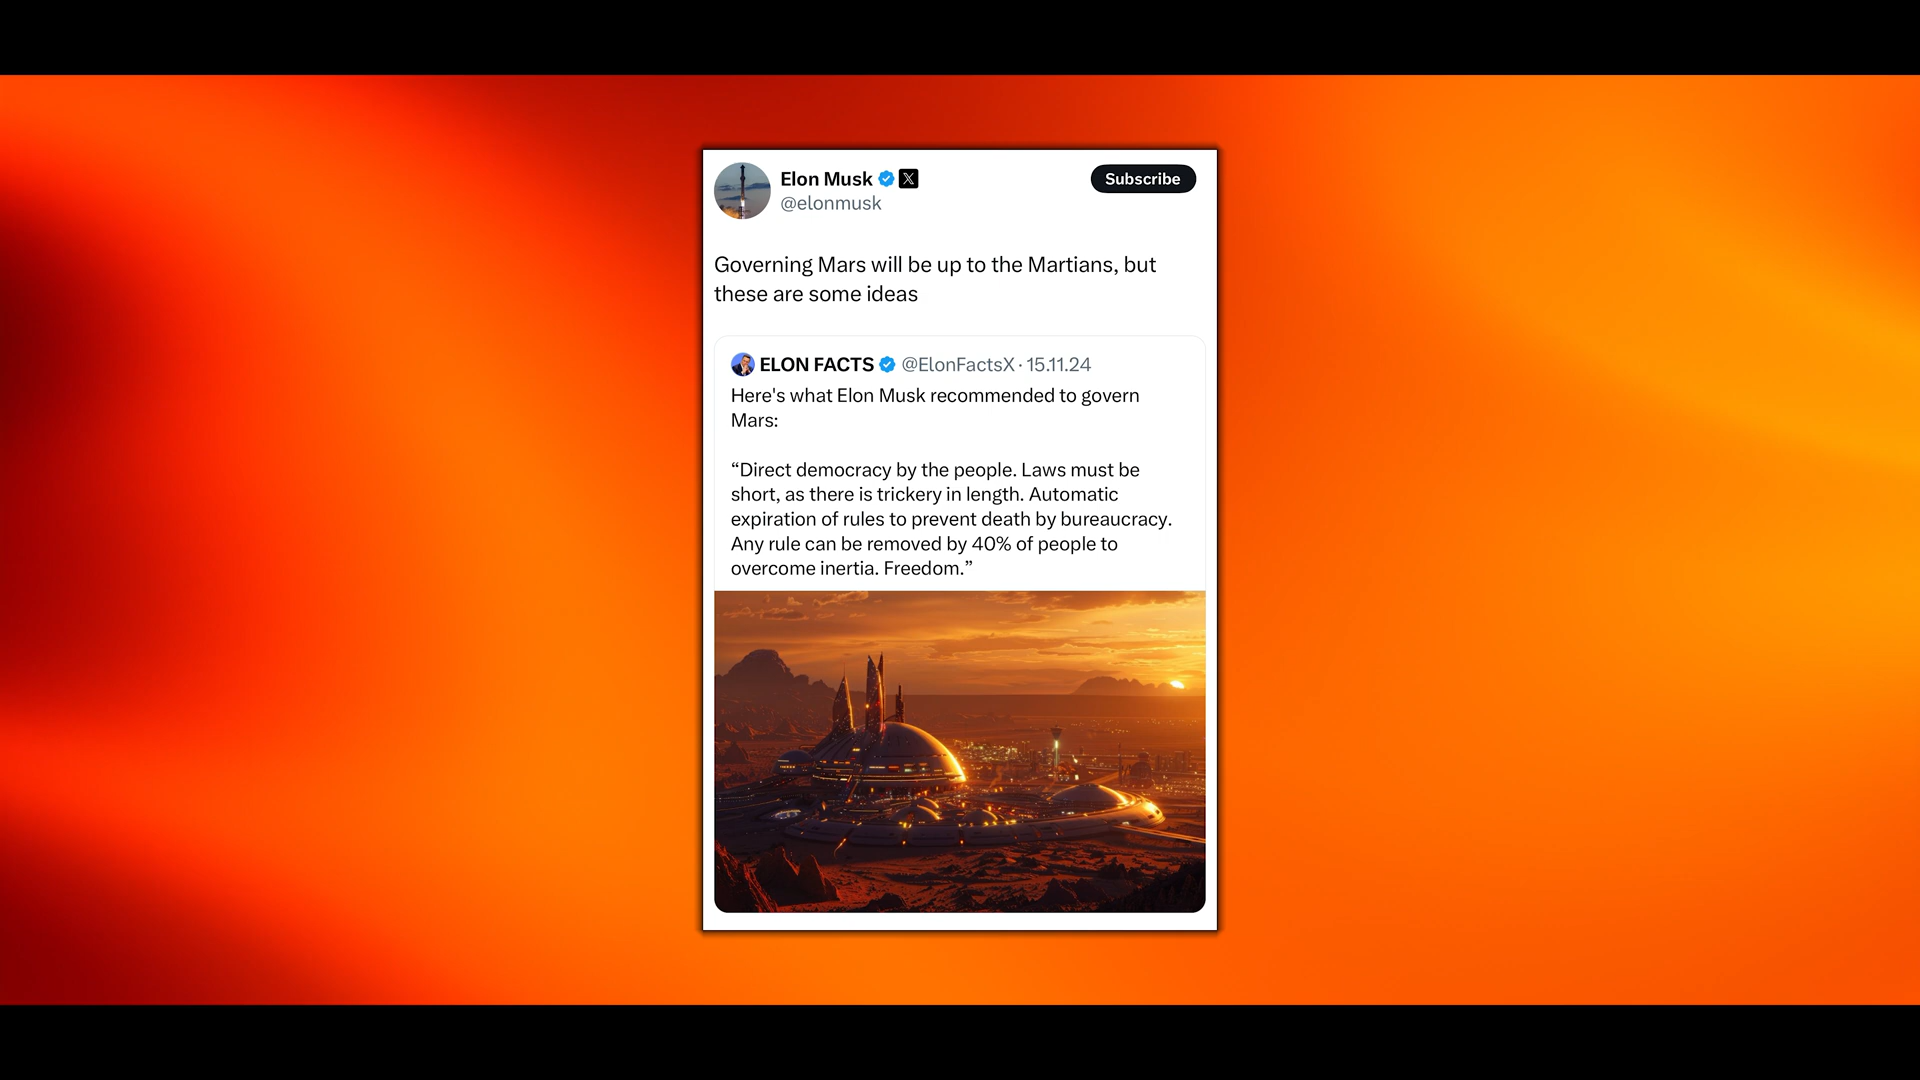 Elon Musk
Subscribe
@elonmusk
Governing Mars will be up to the Martians, but
these are some ideas
ELON FACTS @ElonFactsX · 15.11.24
Here's what Elon Musk recommended to govern
Mars:
“Direct democracy by the people. Laws must be
short, as there is trickery in length. Automatic
expiration of rules to prevent death by bureaucracy.
Any rule can be removed by 40% of people to
overcome inertia. Freedom.”